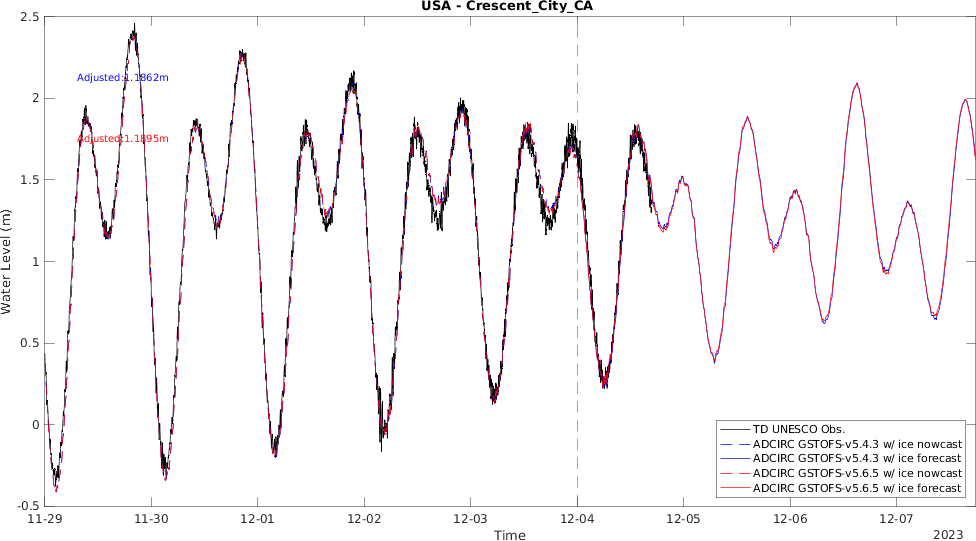 USA - Crescent_City_CA
2.5
2
1.5
1
0.5
0
-0.5
Water Level (m)
Adjusted:1.1862m
Adjusted:1.1895m
TD UNESCO Obs.
ADCIRC GSTOFS-v5.4.3 w/ ice nowcast
ADCIRC GSTOFS-v5.4.3 w/ ice forecast
ADCIRC GSTOFS-v5.6.5 w/ ice nowcast
ADCIRC GSTOFS-v5.6.5 w/ ice forecast
11-29 11-30 12-01 12-02 12-03 12-04 12-05 12-06 12-07
Time
2023